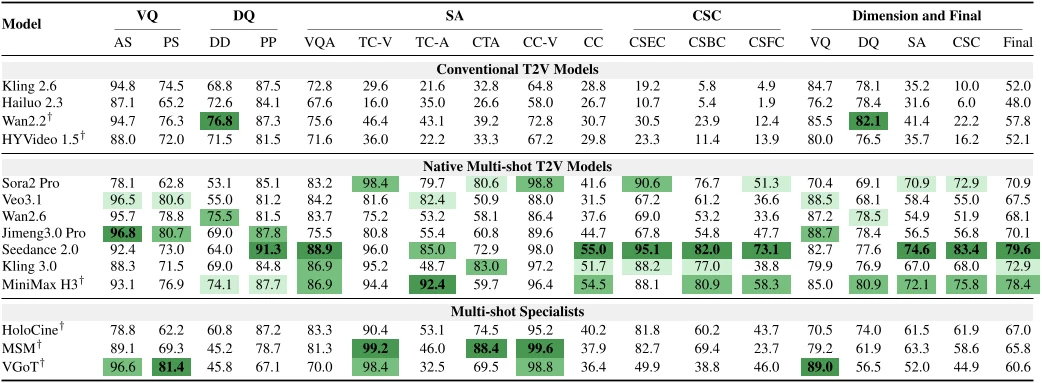 Model VQ DQ SA CSC Dimension and Final
AS PS DD PP VQA TC-V TC-A CTA CC-V CC CSEC CSBC CSFC VQ DQ SA CSC Final
Conventional T2V Models
Kling 2.6 94.8 74.5 68.8 87.5 72.8 29.6 21.6 32.8 64.8 28.8 19.2 5.8 4.9 84.7 78.1 35.2 10.0 52.0
Hailuo 2.3 87.1 65.2 72.6 84.1 67.6 16.0 35.0 26.6 58.0 26.7 10.7 5.4 1.9 76.2 78.4 31.6 6.0 48.0
Wan2.2† 94.7 76.3 76.8 87.3 75.6 46.4 43.1 39.2 72.8 30.7 30.5 23.9 12.4 85.5 82.1 41.4 22.2 57.8
HYVideo 1.5† 88.0 72.0 71.5 81.5 71.6 36.0 22.2 33.3 67.2 29.8 23.3 11.4 13.9 80.0 76.5 35.7 16.2 52.1
Native Multi-shot T2V Models
Sora2 Pro 78.1 62.8 53.1 85.1 83.2 98.4 79.7 80.6 98.8 41.6 90.6 76.7 51.3 70.4 69.1 70.9 72.9 70.9
Veo3.1 96.5 80.6 55.0 81.2 84.2 81.6 82.4 50.9 88.0 31.5 67.2 61.2 36.6 88.5 68.1 58.4 55.0 67.5
Wan2.6 95.7 78.8 75.5 81.5 83.7 75.2 53.2 58.1 86.4 37.6 69.0 53.2 33.6 87.2 78.5 54.9 51.9 68.1
Jimeng3.0 Pro 96.8 80.7 69.0 87.8 75.5 80.8 55.4 60.8 89.6 44.7 67.8 54.8 47.7 88.7 78.4 56.5 56.8 70.1
Seedance 2.0 92.4 73.0 64.0 91.3 88.9 96.0 85.0 72.9 98.0 55.0 95.1 82.0 73.1 82.7 77.6 74.6 83.4 79.6
Kling 3.0 88.3 71.5 69.0 84.8 86.9 95.2 48.7 83.0 97.2 51.7 88.2 77.0 38.8 79.9 76.9 67.0 68.0 72.9
MiniMax H3† 93.1 76.9 74.1 87.7 86.9 94.4 92.4 59.7 96.4 54.5 88.1 80.9 58.3 85.0 80.9 72.1 75.8 78.4
Multi-shot Specialists
HoloCine† 78.8 62.2 60.8 87.2 83.3 90.4 53.1 74.5 95.2 40.2 81.8 60.2 43.7 70.5 74.0 61.5 61.9 67.0
MSM† 89.1 69.3 45.2 78.7 81.3 99.2 46.0 88.4 99.6 37.9 82.7 69.4 23.7 79.2 61.9 63.3 58.6 65.8
VGoT† 96.6 81.4 45.8 67.1 70.0 98.4 32.5 69.5 98.8 36.4 49.9 38.8 46.0 89.0 56.5 52.0 44.9 60.6